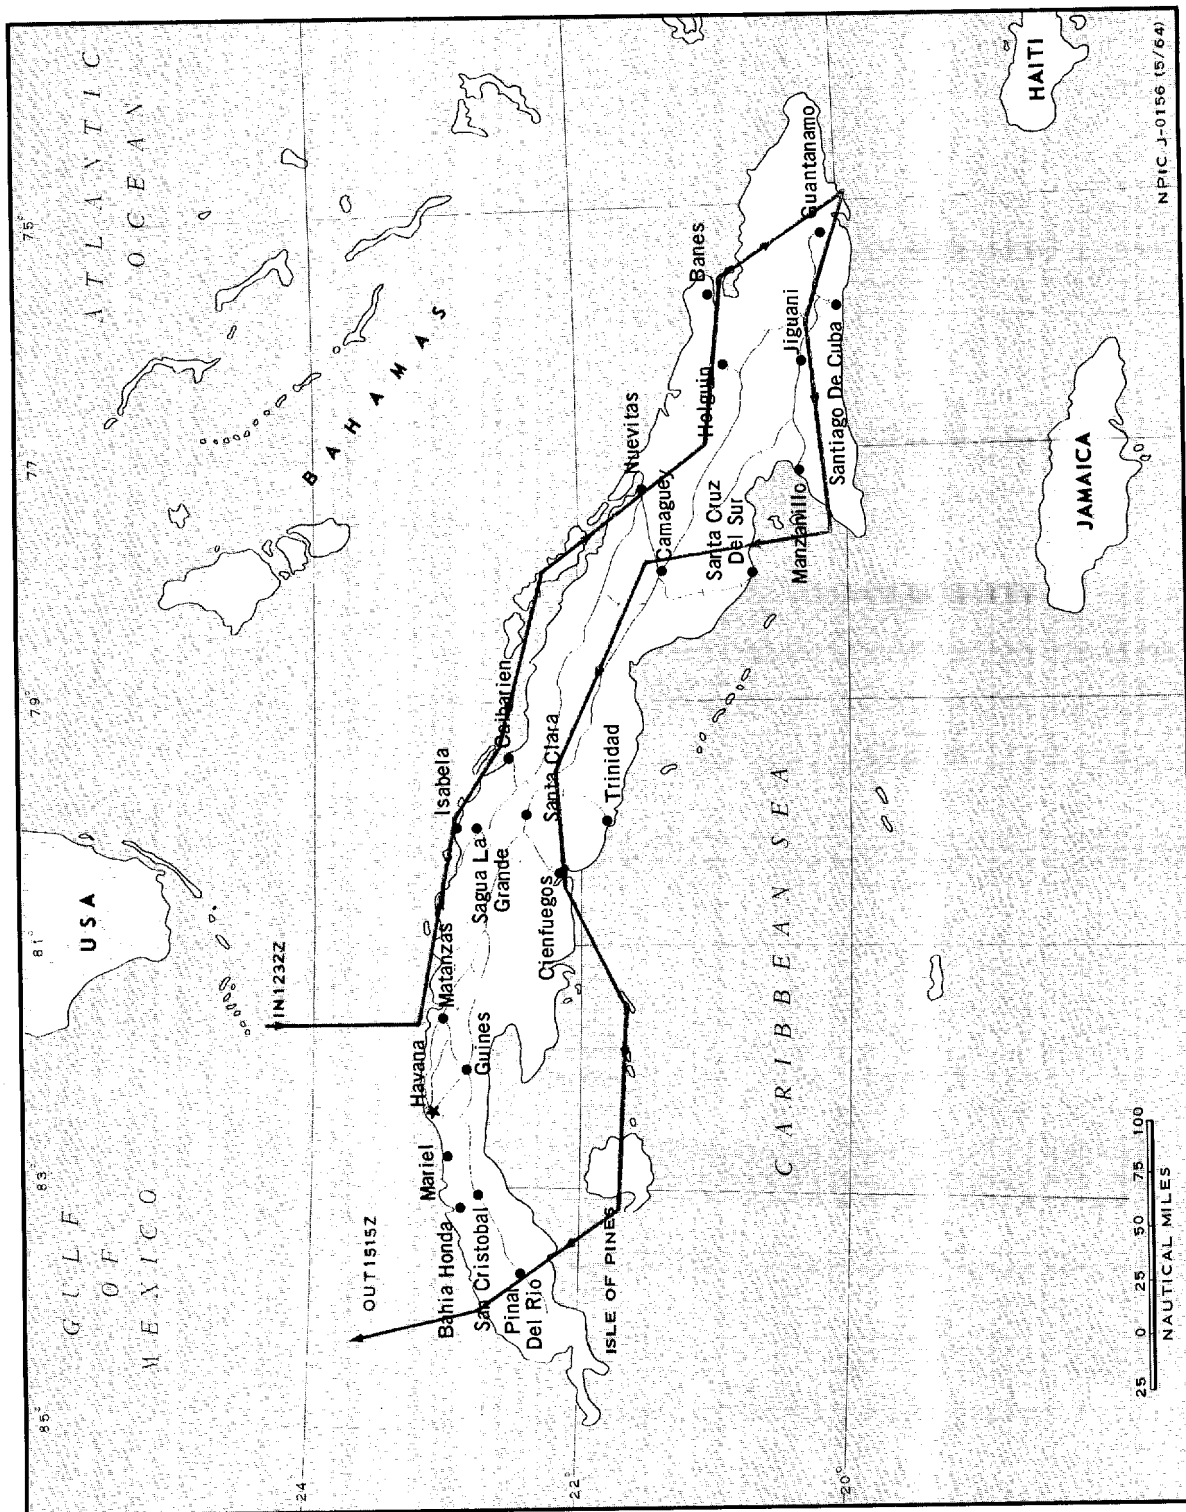 85°
83
81°
79
77
75°
GULF
OF
MEXICO
USA
ATLANTIC
OCEAN
BAHAMAS
24
IN 1232Z
OUT 1515Z
Havana
Mariel
Bahia Honda
San Cristobal
Pinar
Del Rio
Guines
Matanzas
Isabela
Sagua La
Grande
Caibarien
Santa Clara
Cienfuegos
Trinidad
Nuevitas
Camaguey
Santa Cruz
Del Sur
Holguin
Banes
Jiguani
Manzanillo
Santiago De Cuba
Guantanamo
22°
ISLE OF PINES
CARIBBEAN SEA
20°
JAMAICA
HAITI
25 0 25 50 75 100
NAUTICAL MILES
NPIC J-0156 (5/64)